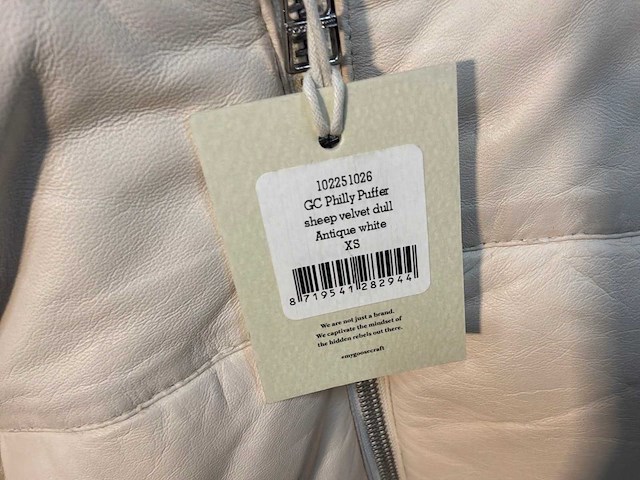 102251026
GC Philly Puffer
sheep velvet dull
Antique white
XS
8 719541 282944
We are not just a brand.
We captivate the mindset of
the hidden rebels out there.
#mygoosecraft